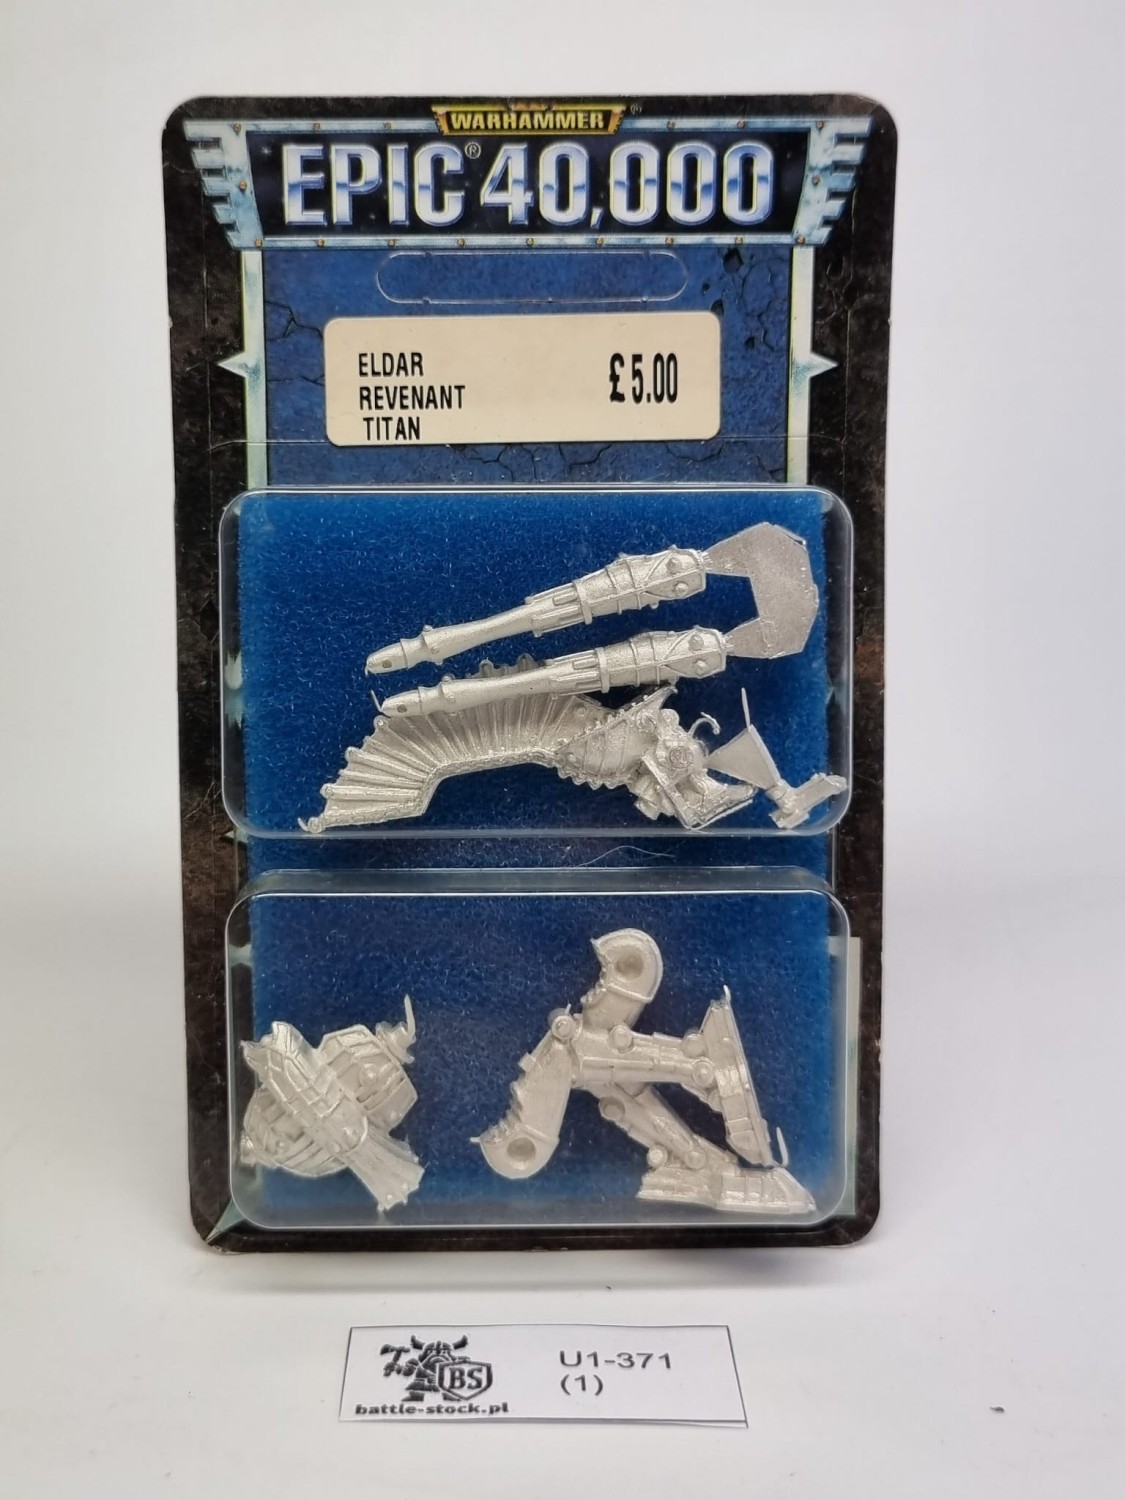 WARHAMMER ®
EPIC® 40,000
ELDAR
REVENANT
TITAN
£5.00
BS
battle-stock.pl
U1-371
(1)